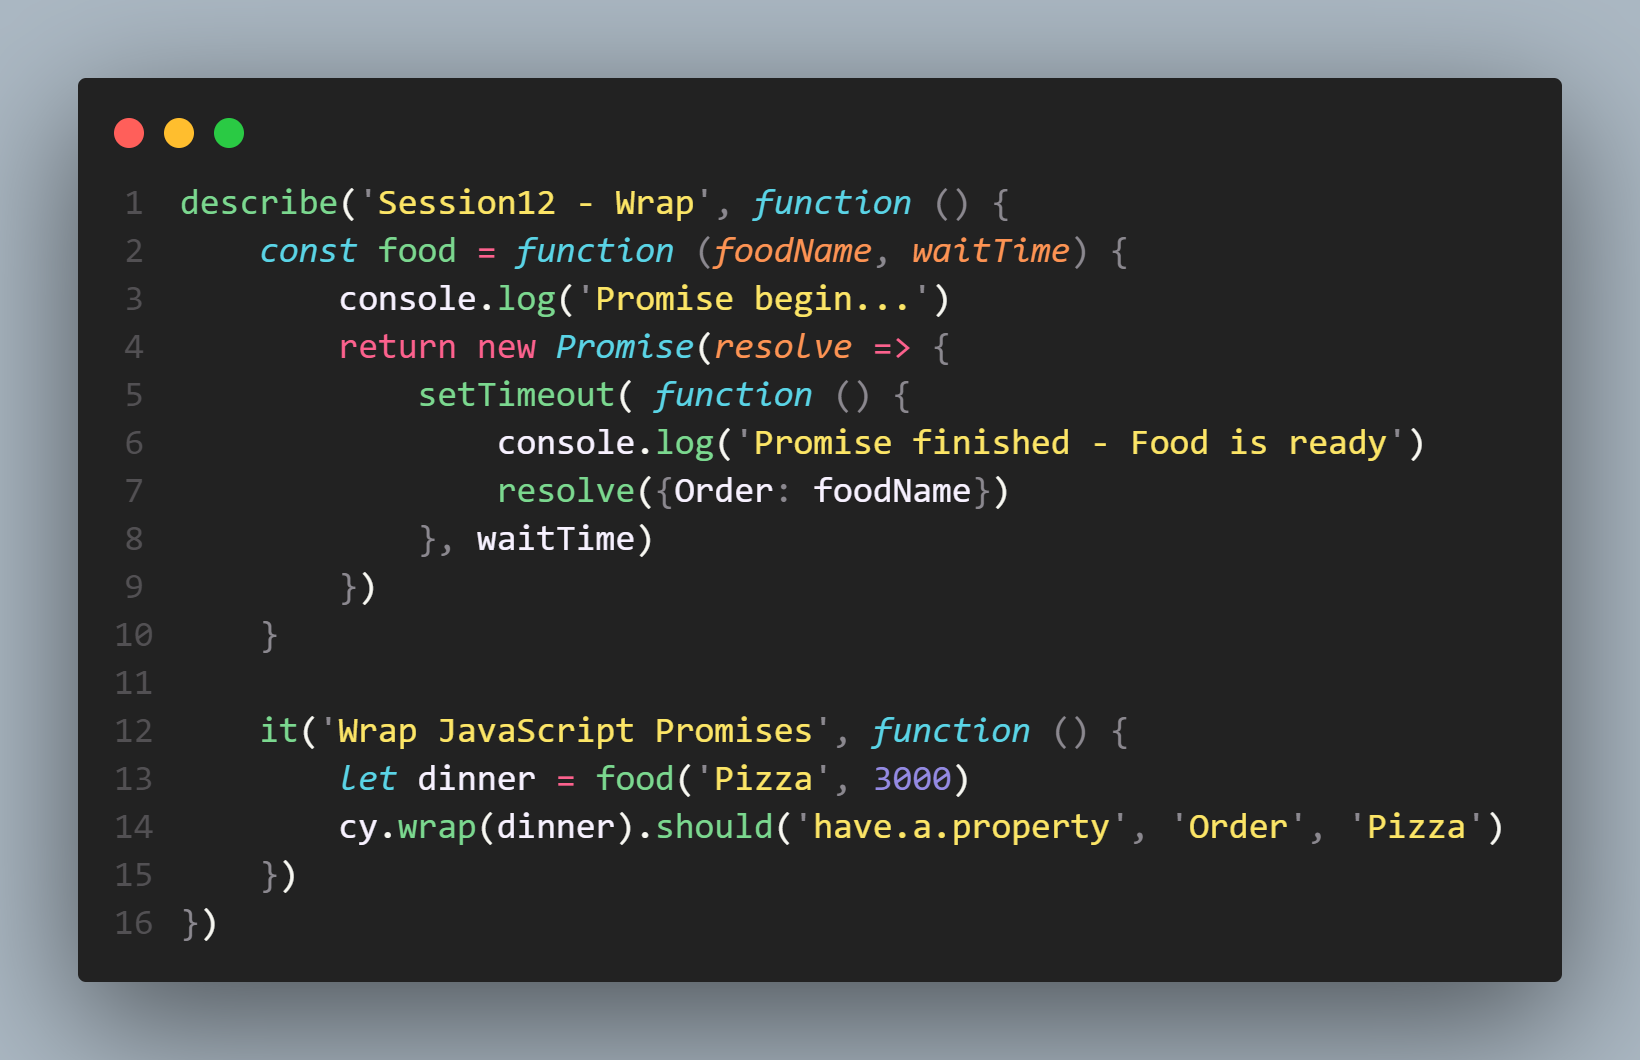 1 describe('Session12 - Wrap', function () {
2     const food = function (foodName, waitTime) {
3         console.log('Promise begin...')
4         return new Promise(resolve => {
5             setTimeout( function () {
6                 console.log('Promise finished - Food is ready')
7                 resolve({Order: foodName})
8             }, waitTime)
9         })
10     }
11
12     it('Wrap JavaScript Promises', function () {
13         let dinner = food('Pizza', 3000)
14         cy.wrap(dinner).should('have.a.property', 'Order', 'Pizza')
15     })
16 })